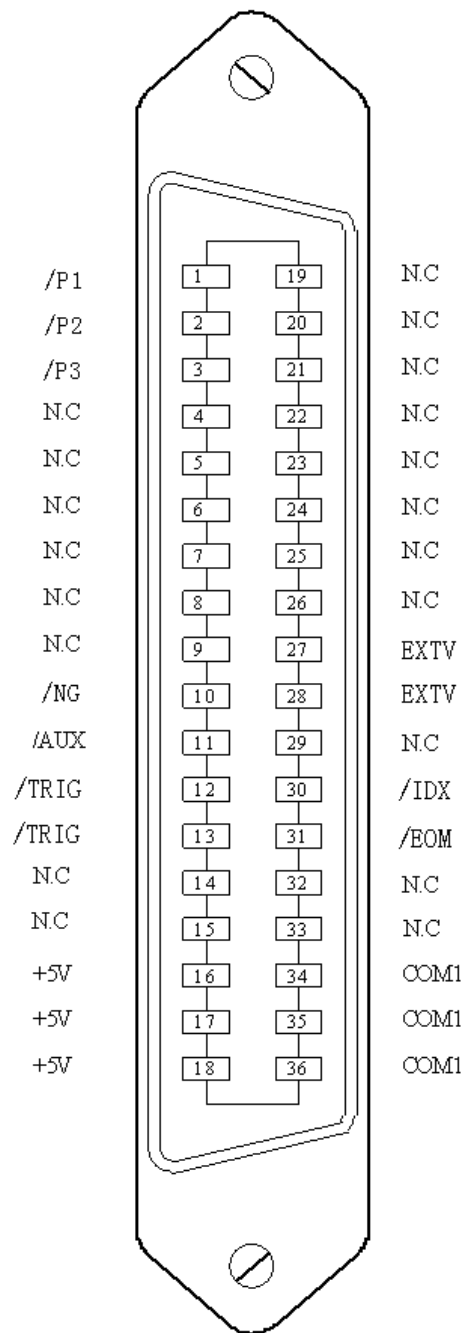 /P1 1 19 N.C
/P2 2 20 N.C
/P3 3 21 N.C
N.C 4 22 N.C
N.C 5 23 N.C
N.C 6 24 N.C
N.C 7 25 N.C
N.C 8 26 N.C
N.C 9 27 EXTV
/NG 10 28 EXTV
/AUX 11 29 N.C
/TRIG 12 30 /IDX
/TRIG 13 31 /EOM
N.C 14 32 N.C
N.C 15 33 N.C
+5V 16 34 COM1
+5V 17 35 COM1
+5V 18 36 COM1